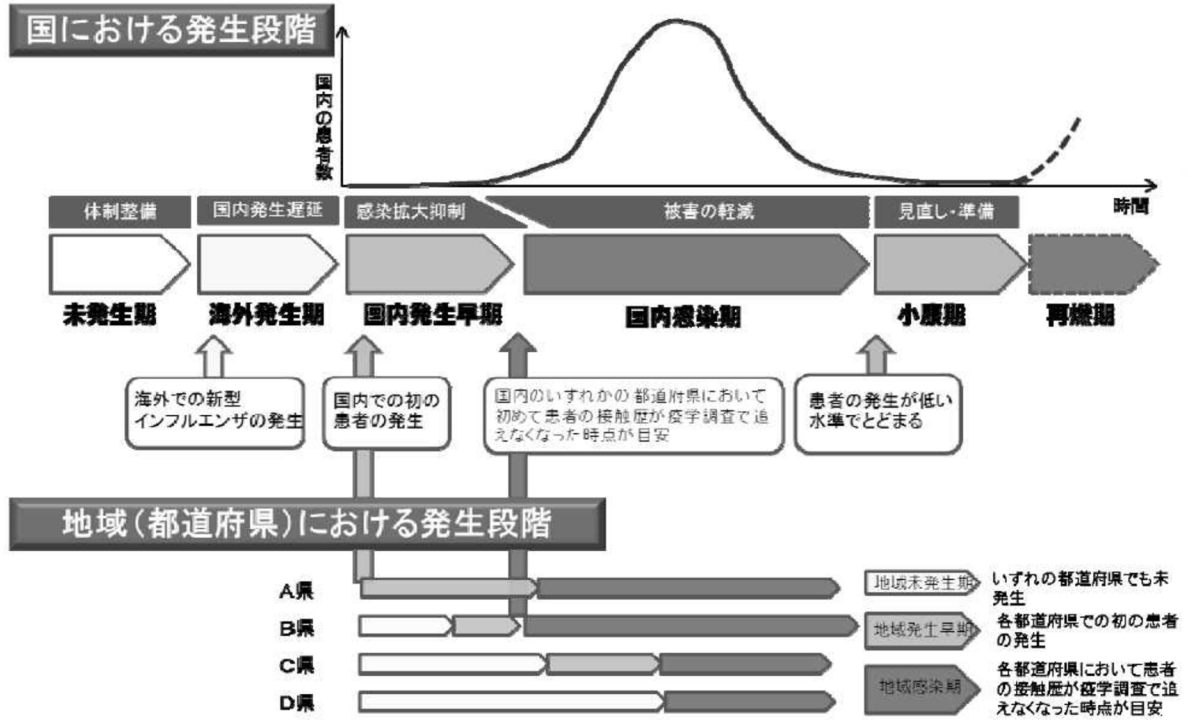 国における発生段階
国内の患者数
時間
体制整備
国内発生遅延
感染拡大抑制
被害の軽減
見直し・準備
未発生期
海外発生期
国内発生早期
国内感染期
小康期
再燃期
海外での新型
インフルエンザの発生
国内での初の
患者の発生
国内のいずれかの都道府県において
初めて患者の接触歴が疫学調査で追
えなくなった時点が目安
患者の発生が低い
水準でとどまる
地域(都道府県)における発生段階
A県
B県
C県
D県
地域未発生期
いずれの都道府県でも未
発生
地域発生早期
各都道府県での初の患者
の発生
地域感染期
各都道府県において患者
の接触歴が疫学調査で追
えなくなった時点が目安